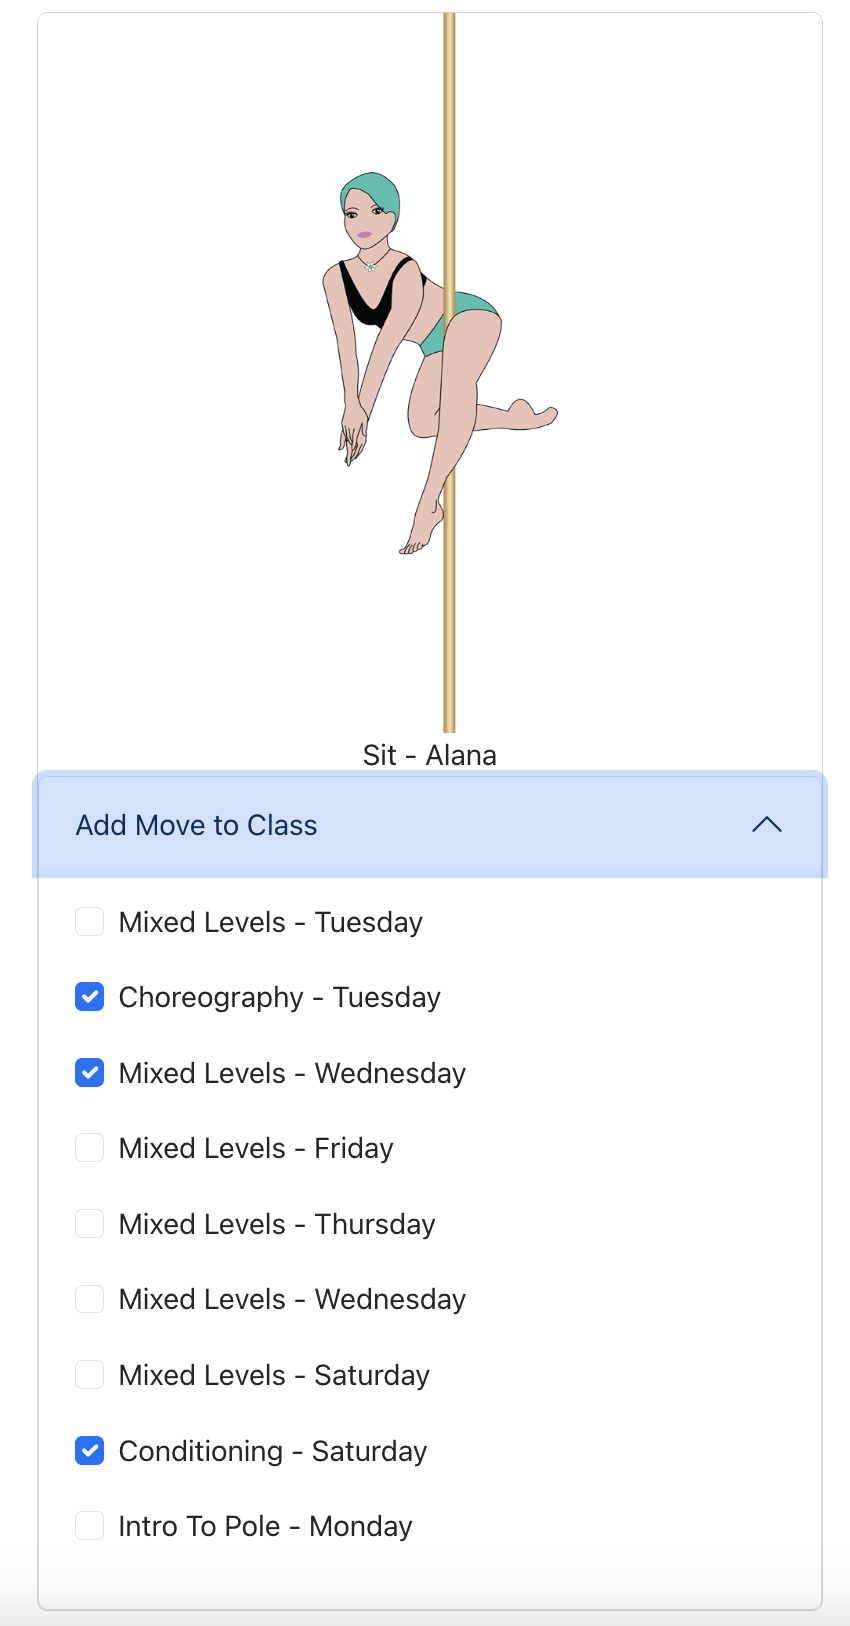 Sit - Alana
Add Move to Class
Mixed Levels - Tuesday
Choreography - Tuesday
Mixed Levels - Wednesday
Mixed Levels - Friday
Mixed Levels - Thursday
Mixed Levels - Wednesday
Mixed Levels - Saturday
Conditioning - Saturday
Intro To Pole - Monday